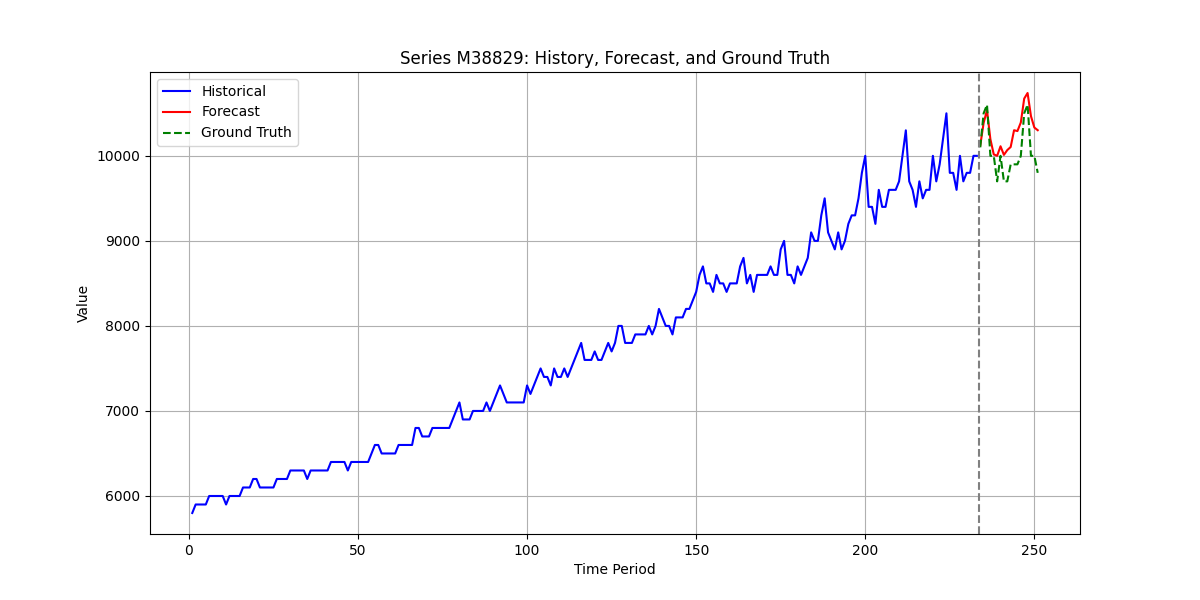 Series M38829: History, Forecast, and Ground Truth
Historical
Forecast
Ground Truth
10000
9000
8000
7000
6000
Value
0 50 100 150 200 250
Time Period